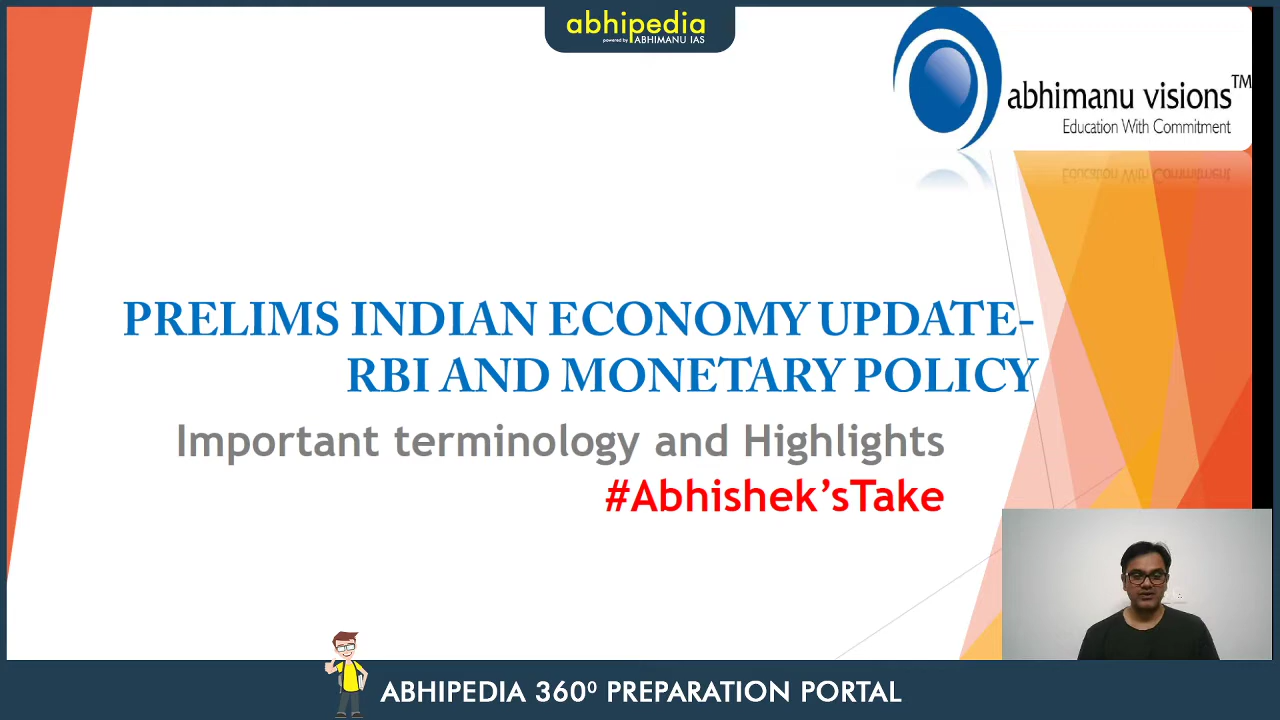 abhipedia
powered by ABHIMANU IAS
abhimanu visions™
Education With Commitment
PRELIMS INDIAN ECONOMY UPDATE-
RBI AND MONETARY POLICY
Important terminology and Highlights
#Abhishek’sTake
ABHIPEDIA 360⁰ PREPARATION PORTAL